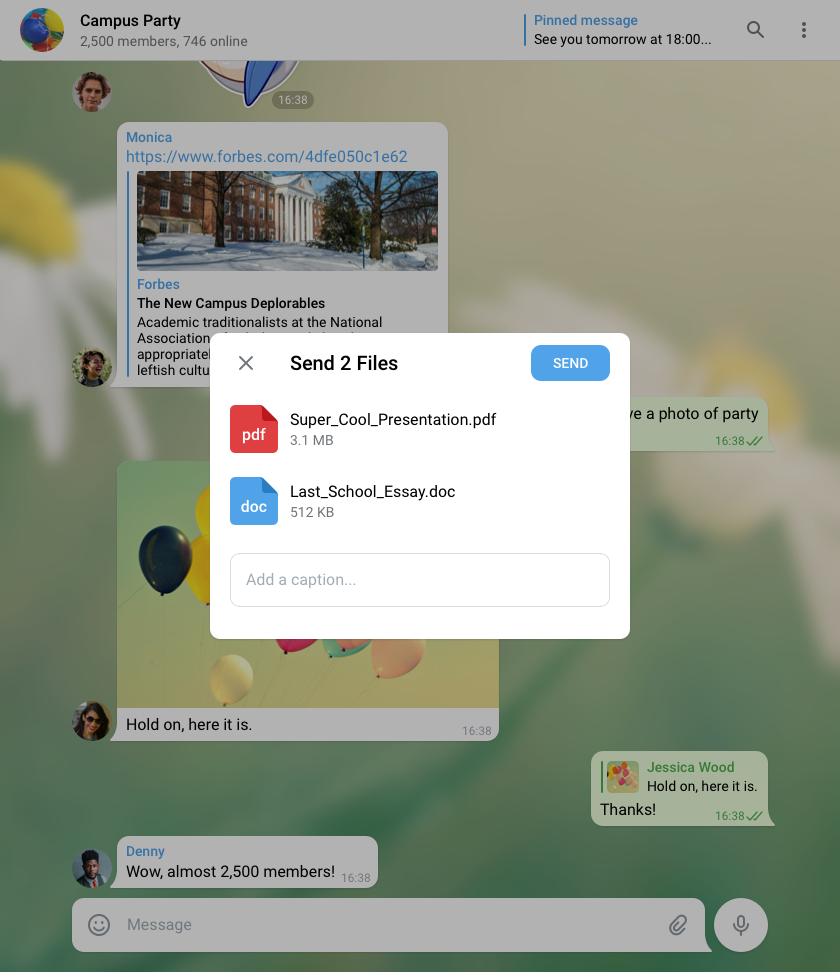 Campus Party
2,500 members, 746 online
Pinned message
See you tomorrow at 18:00...
16:38
Monica
https://www.forbes.com/4dfe050c1e62
Forbes
The New Campus Deplorables
Academic traditionalists at the National
Association
appropriatel
leftish cultu
Send 2 Files
SEND
pdf
Super_Cool_Presentation.pdf
3.1 MB
doc
Last_School_Essay.doc
512 KB
Add a caption...
ve a photo of party
16:38
Hold on, here it is.
16:38
Jessica Wood
Hold on, here it is.
Thanks!
16:38
Denny
Wow, almost 2,500 members!
16:38
Message